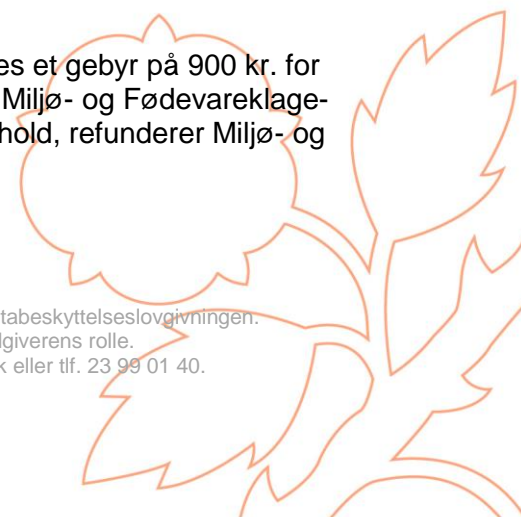 es et gebyr på 900 kr. for
Miljø- og Fødevareklage-
hold, refunderer Miljø- og
tabeskyttelseslovgivningen.
lgiverens rolle.
k eller tlf. 23 99 01 40.